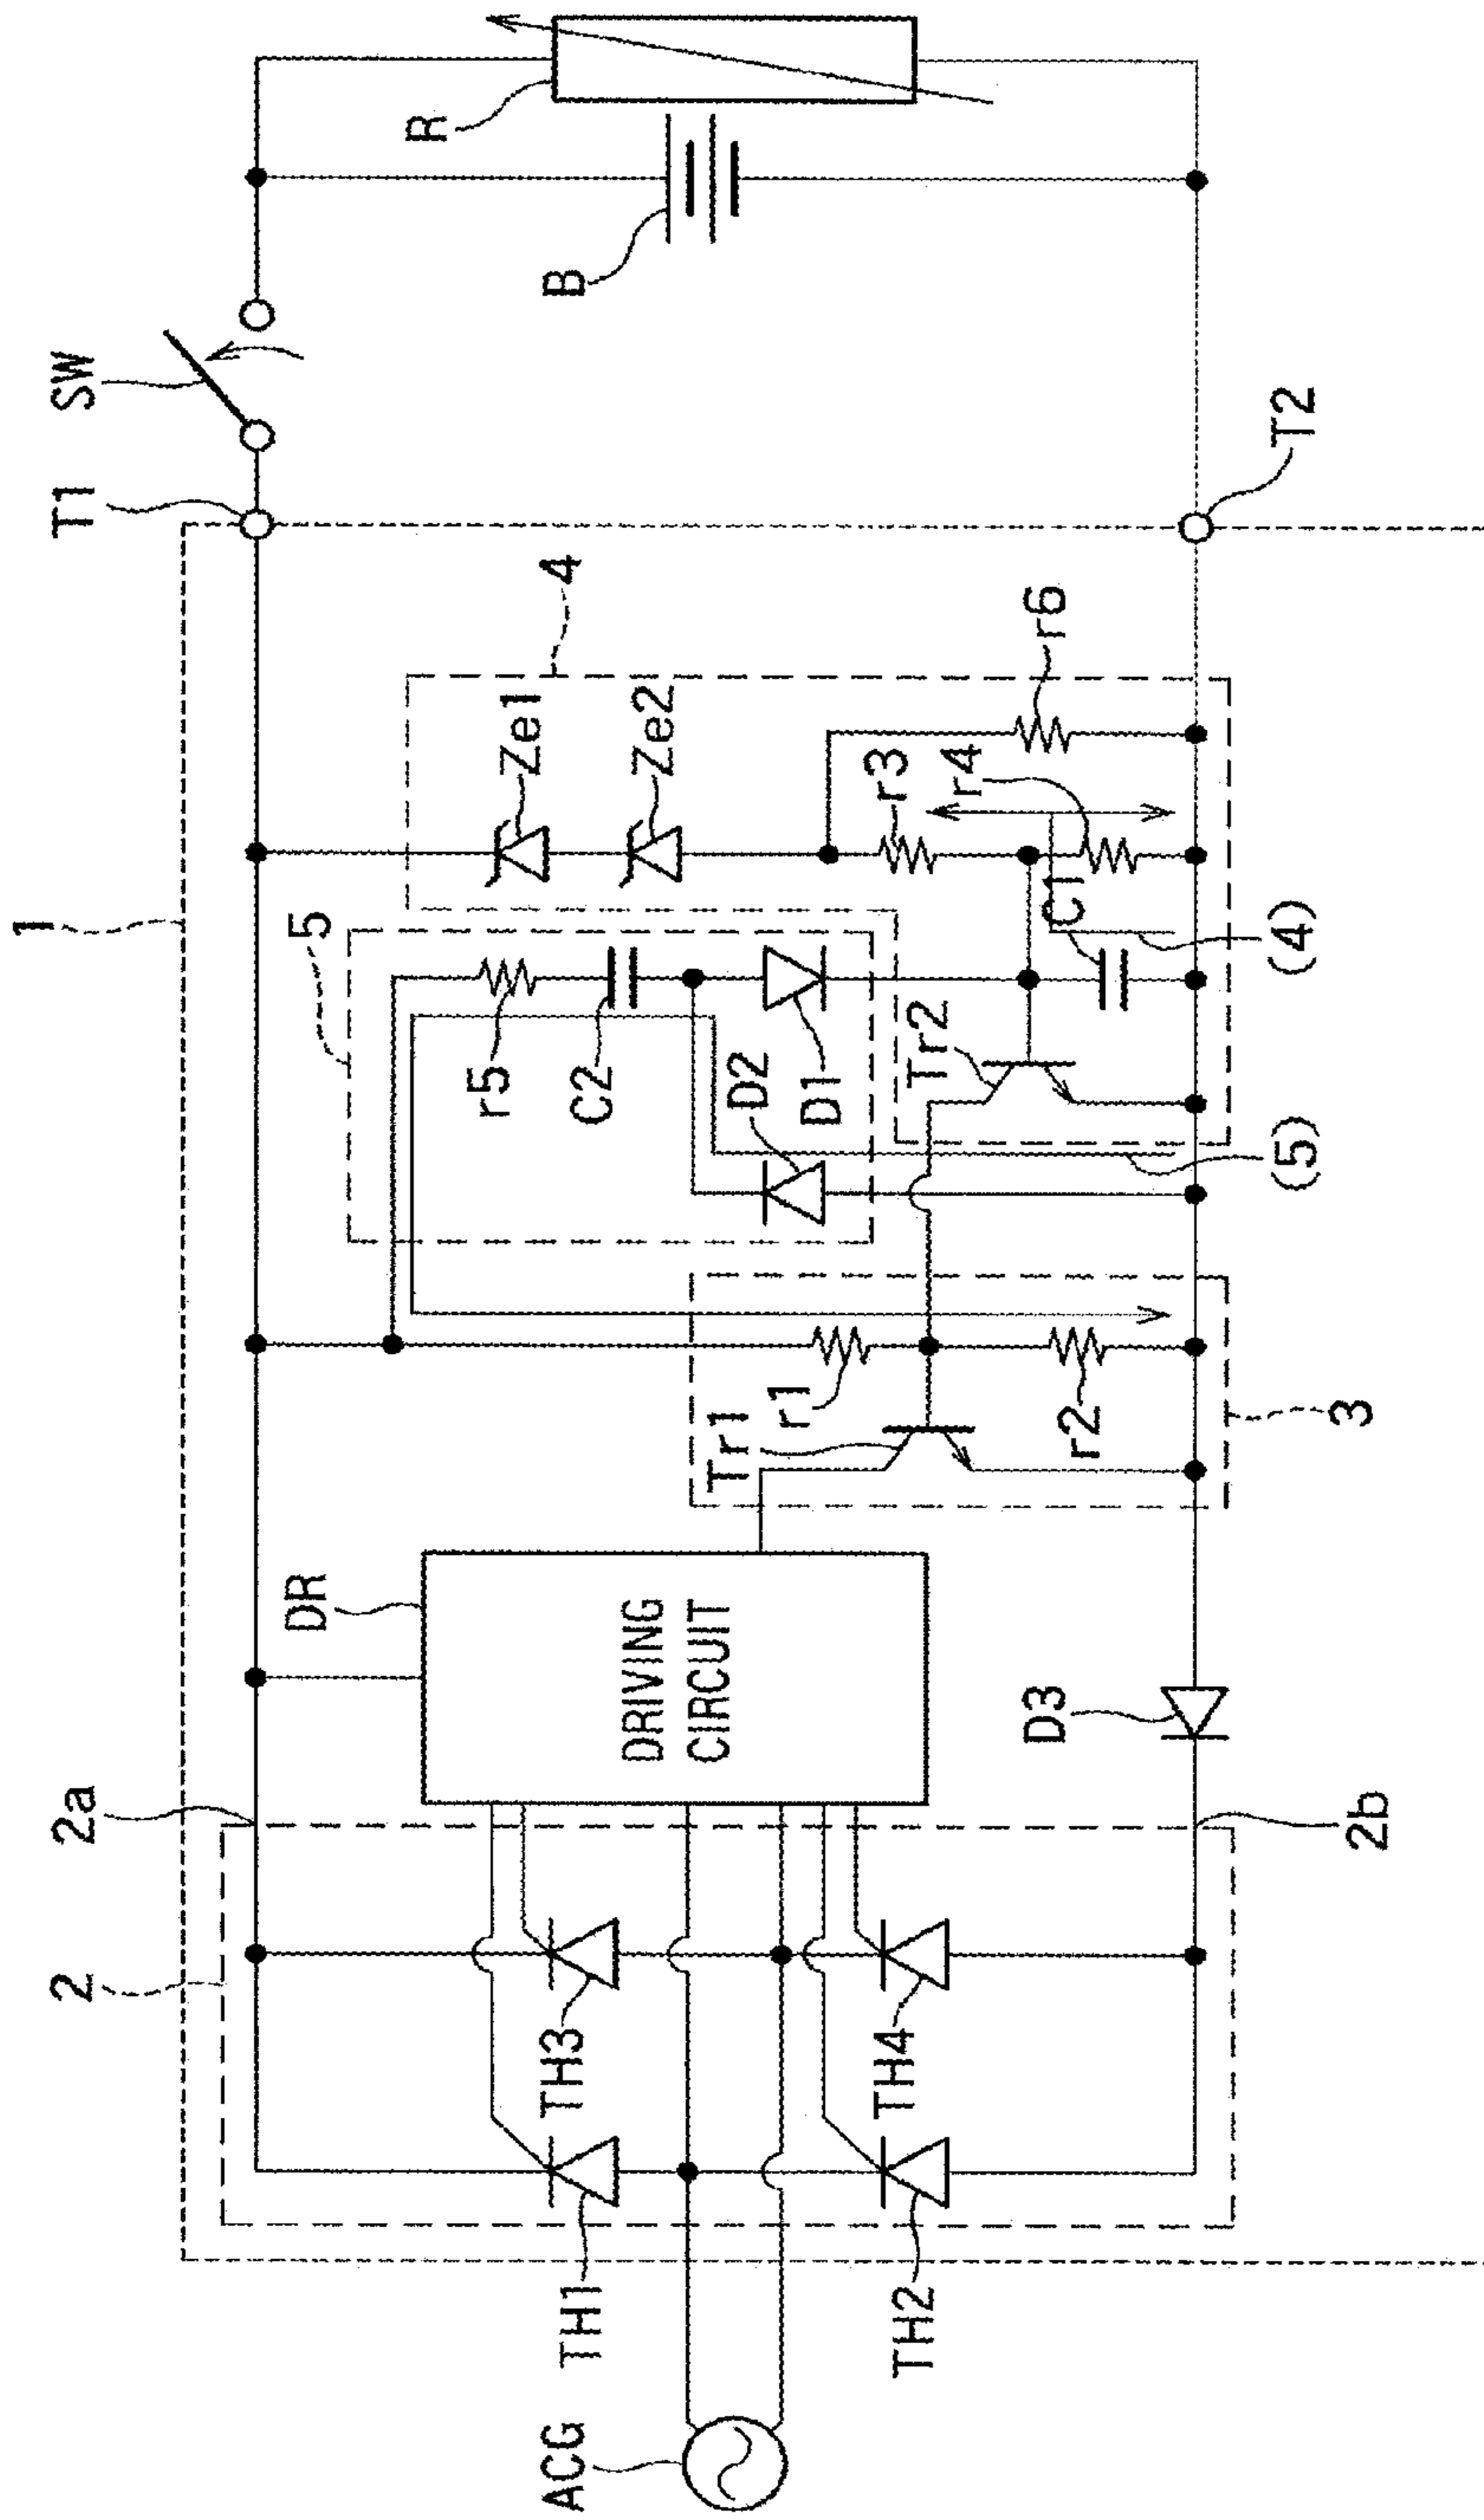 1
2
2a
DR
5
4
T1
SW
ACG
TH1
TH3
TH2
TH4
DRIVING
CIRCUIT
D3
2b
Tr1
r1
r2
3
r5
C2
D2
D1
Tr2
C1
(5)
(4)
Ze1
Ze2
r3
r4
r6
T2
B
R